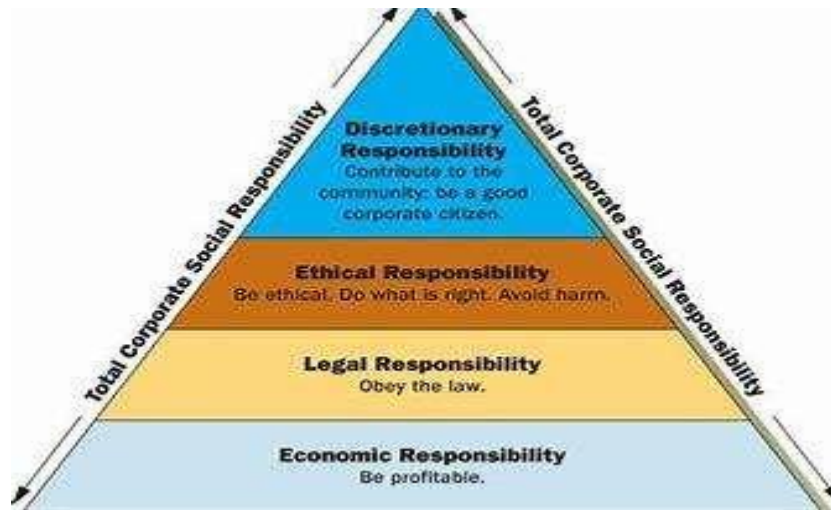 Discretionary
Responsibility
Contribute to the
community: be a good
corporate citizen.
Ethical Responsibility
Be ethical. Do what is right. Avoid harm.
Legal Responsibility
Obey the law.
Economic Responsibility
Be profitable.
Total Corporate Social Responsibility
Total Corporate Social Responsibility